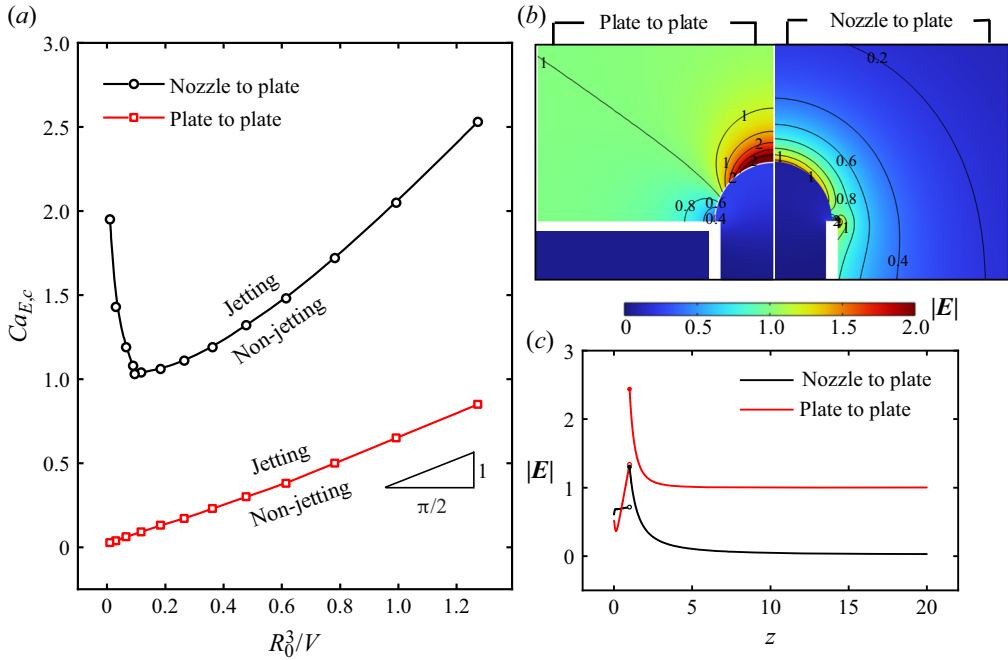 (a)
3.0
2.5
2.0
1.5
1.0
0.5
0
Ca_{E,c}
Nozzle to plate
Plate to plate
Jetting
Non-jetting
Jetting
Non-jetting
1
π/2
0 0.2 0.4 0.6 0.8 1.0 1.2
R_0^3/V
(b)
Plate to plate Nozzle to plate
1
1
2
2
1
2
0.8
0.6
0.4
0.2
1
1
0.6
0.8
1
0.4
0 0.5 1.0 1.5 2.0
|E|
(c)
3
2
1
0
|E|
Nozzle to plate
Plate to plate
0 5 10 15 20
z